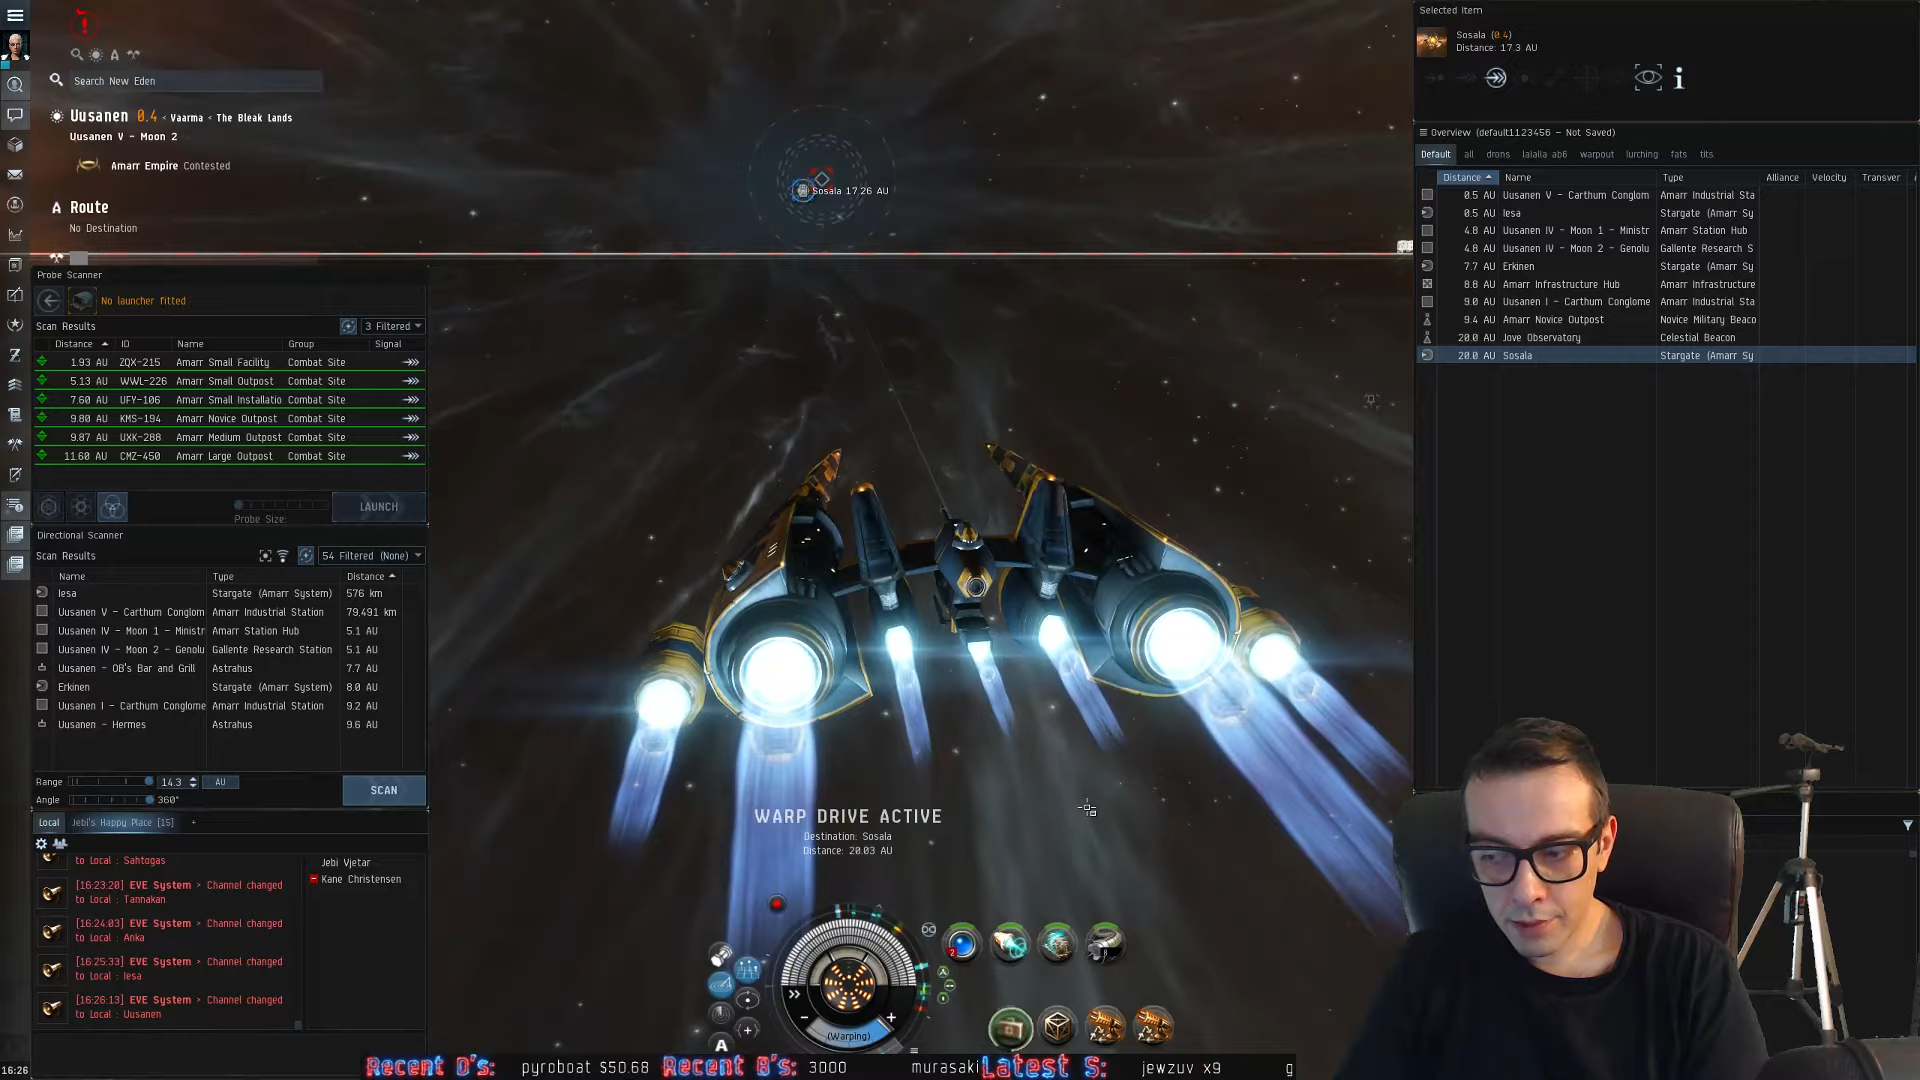 Search New Eden
Uusanen 0.4 < Vaarma < The Bleak Lands
Uusanen V - Moon 2
Amarr Empire Contested
A Route
No Destination
Probe Scanner
No launcher fitted
Scan Results
3 Filtered
Distance ID Name Group Signal
1.93 AU ZQX-215 Amarr Small Facility Combat Site
5.13 AU WWL-226 Amarr Small Outpost Combat Site
7.60 AU UFY-106 Amarr Small Installatio Combat Site
9.80 AU KMS-194 Amarr Novice Outpost Combat Site
9.87 AU UXK-288 Amarr Medium Outpost Combat Site
11.60 AU CMZ-450 Amarr Large Outpost Combat Site
Probe Size:
LAUNCH
Directional Scanner
Scan Results
54 Filtered (None)
Name Type Distance
Iesa Stargate (Amarr System) 576 km
Uusanen V - Carthum Conglom Amarr Industrial Station 79,491 km
Uusanen IV - Moon 1 - Ministr Amarr Station Hub 5.1 AU
Uusanen IV - Moon 2 - Genolu Gallente Research Station 5.1 AU
Uusanen - OB's Bar and Grill Astrahus 7.7 AU
Erkinen Stargate (Amarr System) 8.0 AU
Uusanen I - Carthum Conglome Amarr Industrial Station 9.2 AU
Uusanen - Hermes Astrahus 9.6 AU
Range 14.3 AU
Angle 360°
SCAN
Local Jebi's Happy Place [15] +
to Local : Sahtogas
[16:23:20] EVE System > Channel changed
to Local : Tannakan
[16:24:03] EVE System > Channel changed
to Local : Anka
[16:25:33] EVE System > Channel changed
to Local : Iesa
[16:26:13] EVE System > Channel changed
to Local : Uusanen
Jebi Vjetar
Kane Christensen
16:26
Sosala 17.26 AU
WARP DRIVE ACTIVE
Destination: Sosala
Distance: 20.03 AU
(Warping)
A
2
8
Recent D's: pyroboat $50.68 Recent B's: 3000 murasaki Latest S: jewzuv x9 g
Selected Item
Sosala (0.4)
Distance: 17.3 AU
Overview (default1123456 - Not Saved)
Default all drons lalalla ab6 warpout lurching fats tits
Distance Name Type Alliance Velocity Transver
0.5 AU Uusanen V - Carthum Conglom Amarr Industrial Sta
0.5 AU Iesa Stargate (Amarr Sy
4.8 AU Uusanen IV - Moon 1 - Ministr Amarr Station Hub
4.8 AU Uusanen IV - Moon 2 - Genolu Gallente Research S
7.7 AU Erkinen Stargate (Amarr Sy
8.8 AU Amarr Infrastructure Hub Amarr Infrastructure
9.0 AU Uusanen I - Carthum Conglome Amarr Industrial Sta
9.4 AU Amarr Novice Outpost Novice Military Beaco
20.0 AU Jove Observatory Celestial Beacon
20.0 AU Sosala Stargate (Amarr Sy